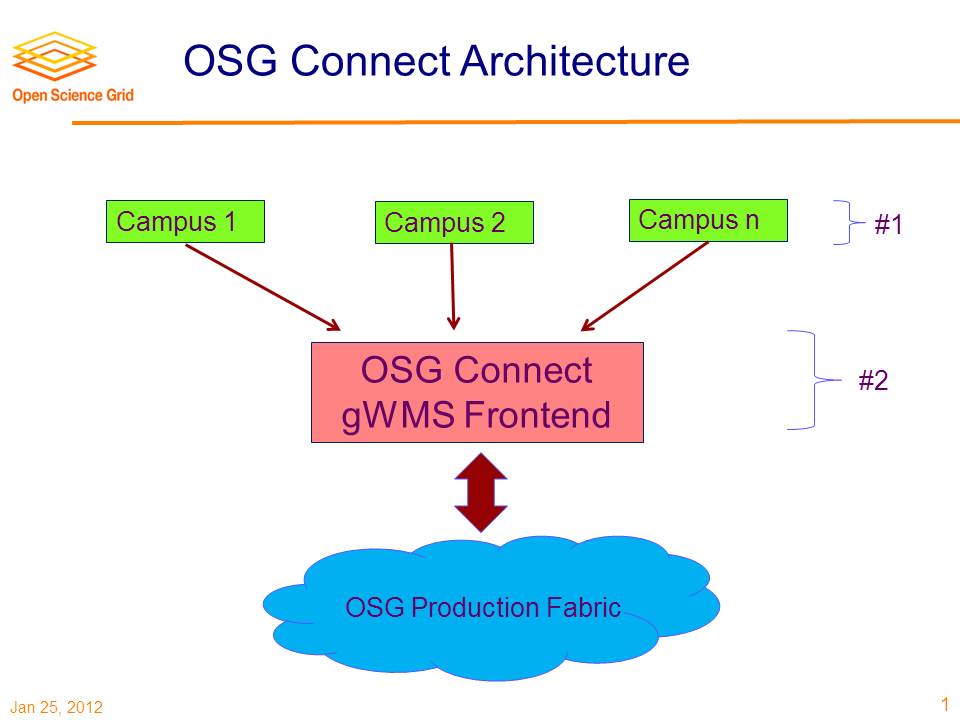 OSG Connect Architecture
Open Science Grid
Campus 1
Campus 2
Campus n
#1
OSG Connect
gWMS Frontend
#2
OSG Production Fabric
Jan 25, 2012
1